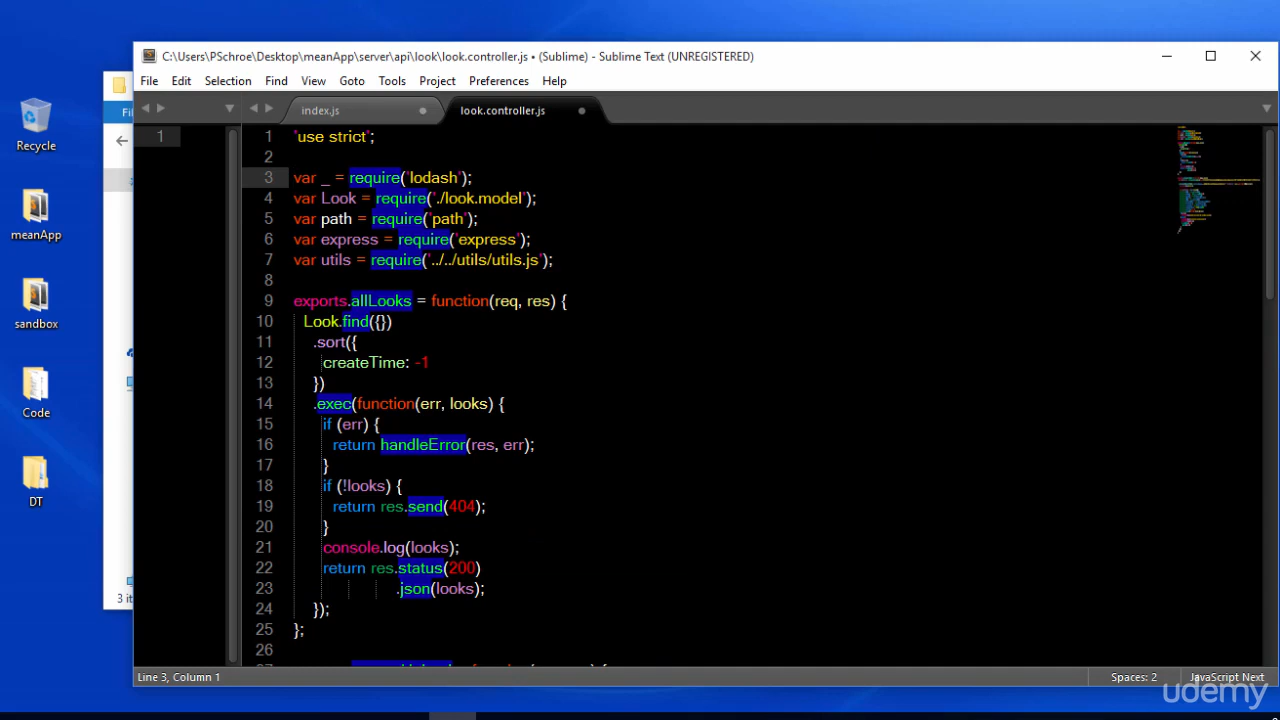 C:\Users\PSchroe\Desktop\meanApp\server\api\look\look.controller.js • (Sublime) - Sublime Text (UNREGISTERED)
File Edit Selection Find View Goto Tools Project Preferences Help
index.js look.controller.js
1
1 'use strict';
2
3 var _ = require('lodash');
4 var Look = require('./look.model');
5 var path = require('path');
6 var express = require('express');
7 var utils = require('../../utils/utils.js');
8
9 exports.allLooks = function(req, res) {
10 Look.find({})
11 .sort({
12 createTime: -1
13 })
14 .exec(function(err, looks) {
15 if (err) {
16 return handleError(res, err);
17 }
18 if (!looks) {
19 return res.send(404);
20 }
21 console.log(looks);
22 return res.status(200)
23 .json(looks);
24 });
25 };
26
Line 3, Column 1
Spaces: 2
JavaScript Next
Recycle
meanApp
sandbox
Code
DT
Fil
3 it
udemy